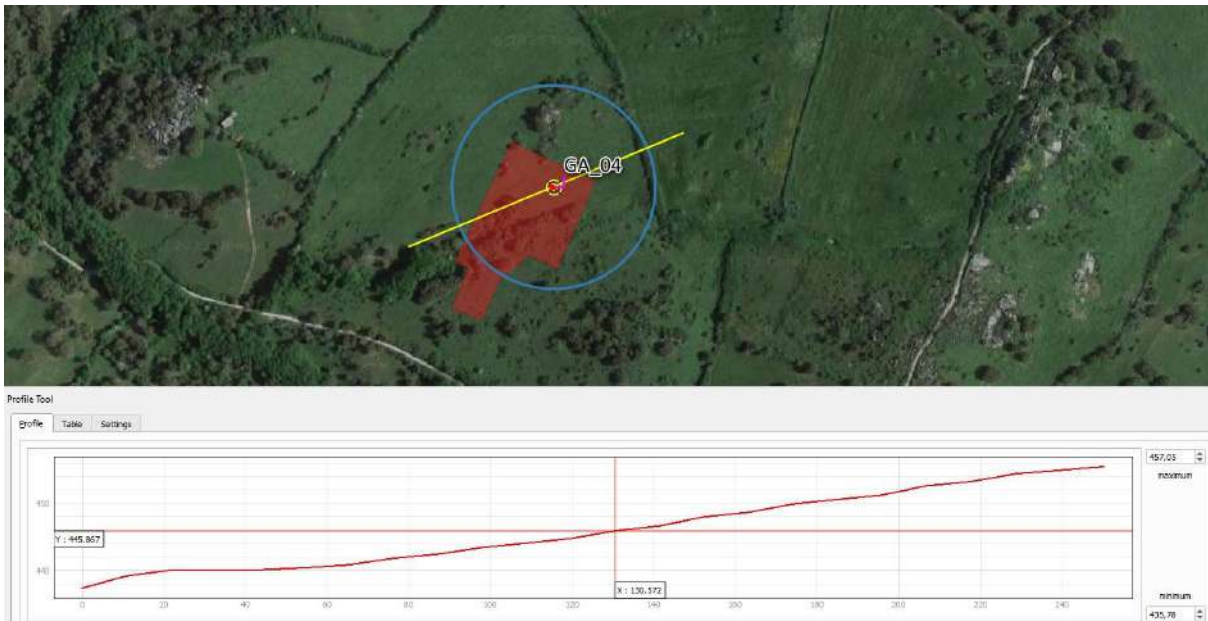 GA_04
Profile Tool
Profile Table Settings
457,05
maximum
450
Y : 445.867
440
X : 130.572
minimum
0 20 40 60 80 100 120 140 160 180 200 220 240
435,78